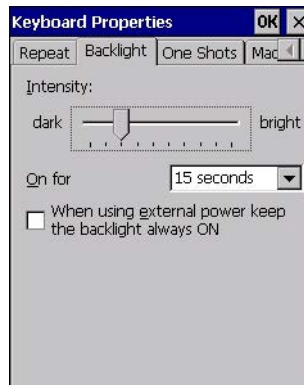 Keyboard Properties OK ×
Repeat Backlight One Shots Mac
Intensity:
dark bright
On for 15 seconds
When using external power keep
the backlight always ON